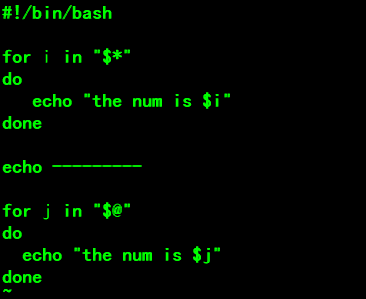 #!/bin/bash
for i in "$*"
do
   echo "the num is $i"
done
echo ---------
for j in "$@"
do
  echo "the num is $j"
done
~